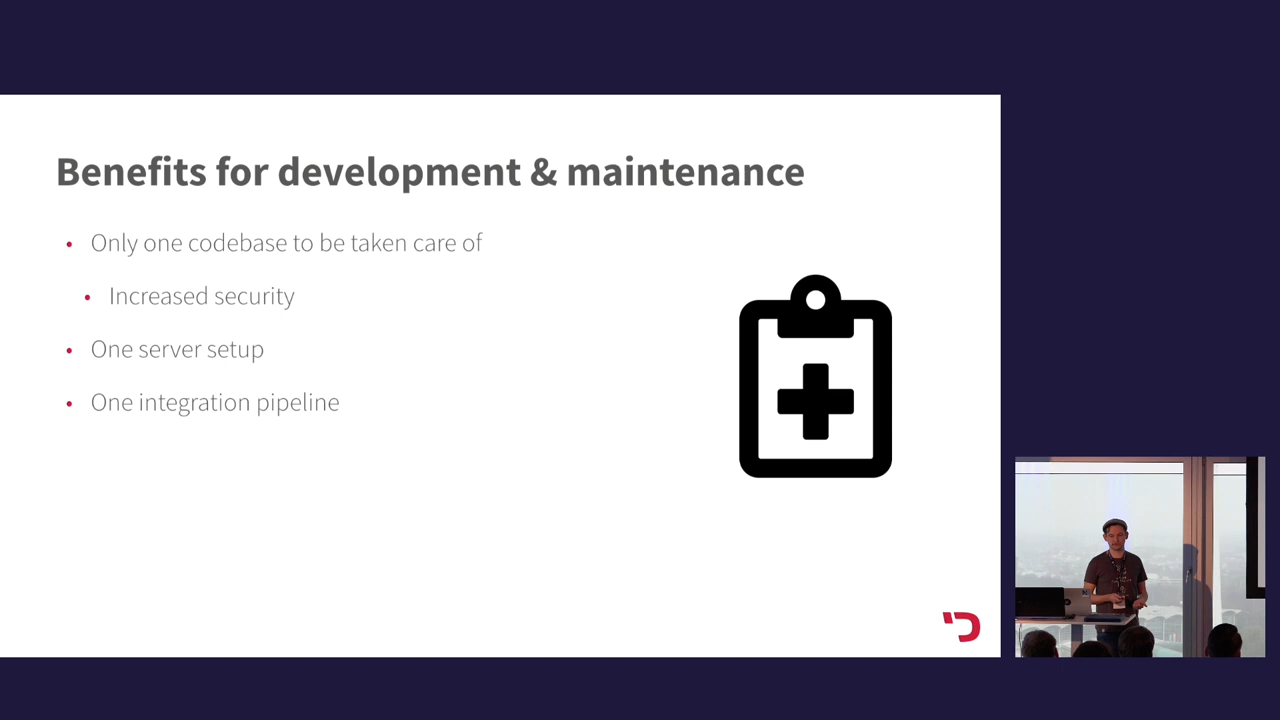 Benefits for development & maintenance
• Only one codebase to be taken care of
• Increased security
• One server setup
• One integration pipeline